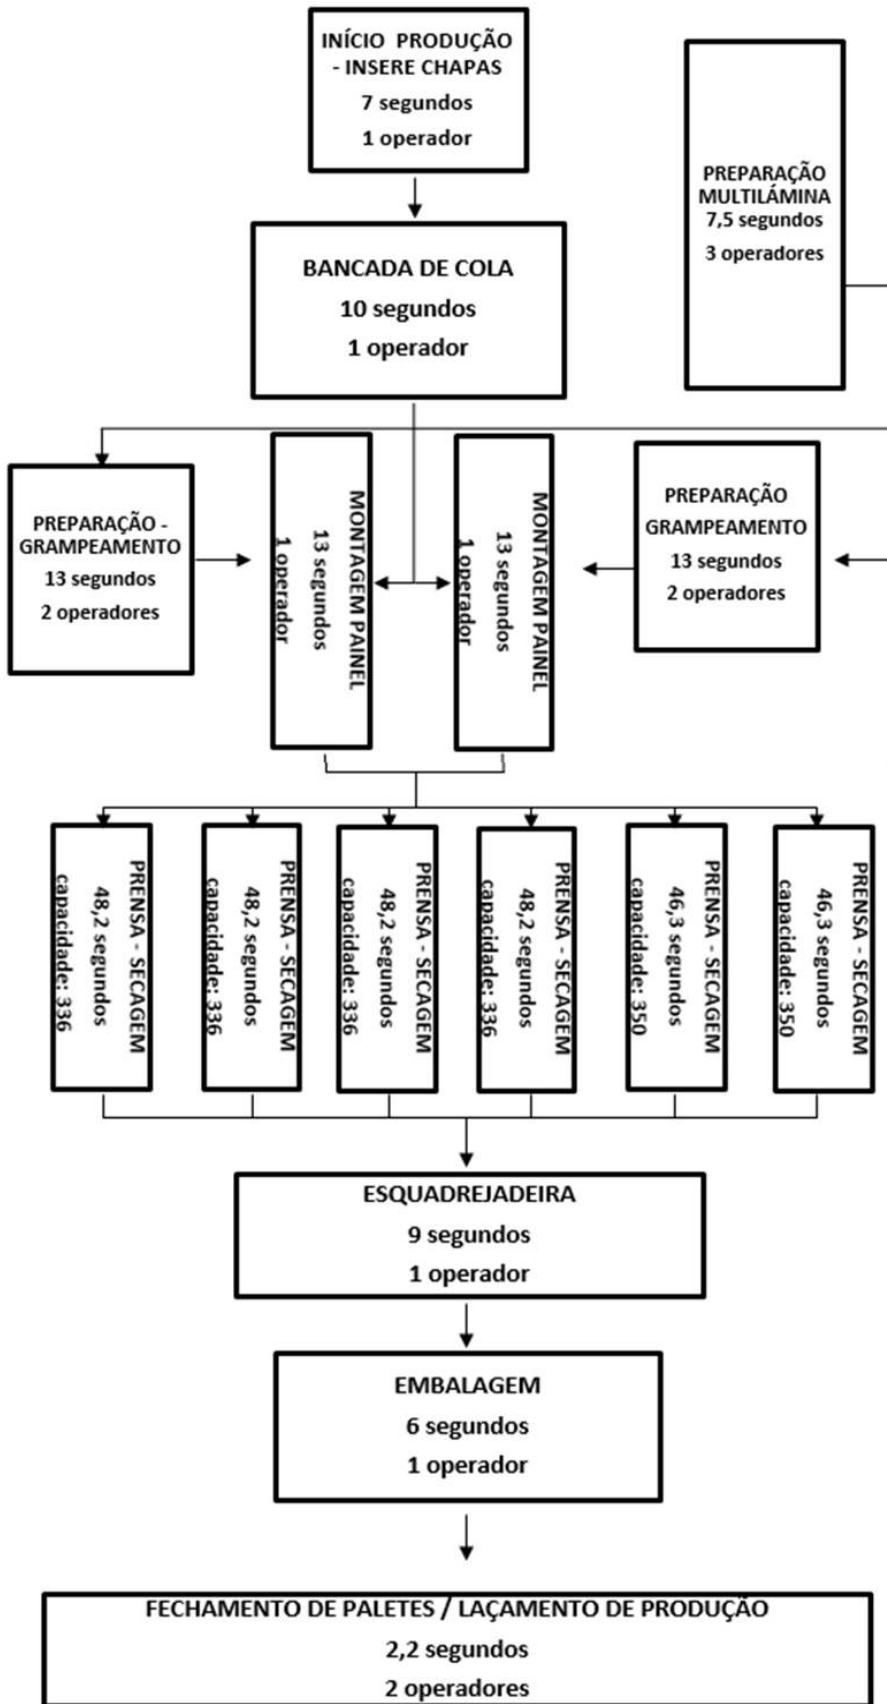 INÍCIO PRODUÇÃO
- INSERE CHAPAS
7 segundos
1 operador
PREPARAÇÃO
MULTILÁMINA
7,5 segundos
3 operadores
BANCADA DE COLA
10 segundos
1 operador
PREPARAÇÃO -
GRAMPEAMENTO
13 segundos
2 operadores
MONTAGEM PAINEL
13 segundos
1 operador
MONTAGEM PAINEL
13 segundos
1 operador
PREPARAÇÃO
GRAMPEAMENTO
13 segundos
2 operadores
PRENSA - SECAGEM
48,2 segundos
capacidade: 336
PRENSA - SECAGEM
48,2 segundos
capacidade: 336
PRENSA - SECAGEM
48,2 segundos
capacidade: 336
PRENSA - SECAGEM
48,2 segundos
capacidade: 336
PRENSA - SECAGEM
46,3 segundos
capacidade: 350
PRENSA - SECAGEM
46,3 segundos
capacidade: 350
ESQUADREJADEIRA
9 segundos
1 operador
EMBALAGEM
6 segundos
1 operador
FECHAMENTO DE PALETES / LAÇAMENTO DE PRODUÇÃO
2,2 segundos
2 operadores